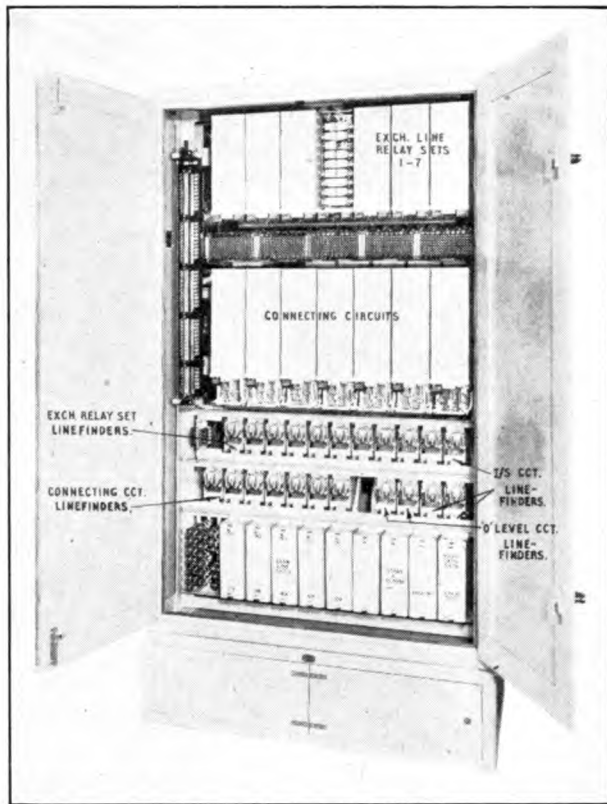 EXCH. LINE
RELAY SETS
1-7
CONNECTING CIRCUITS
EXCH. RELAY SET
LINEFINDERS.
I/S CCT.
LINE-
FINDERS.
CONNECTING CCT.
LINEFINDERS.
'O' LEVEL CCT.
LINE-
FINDERS.